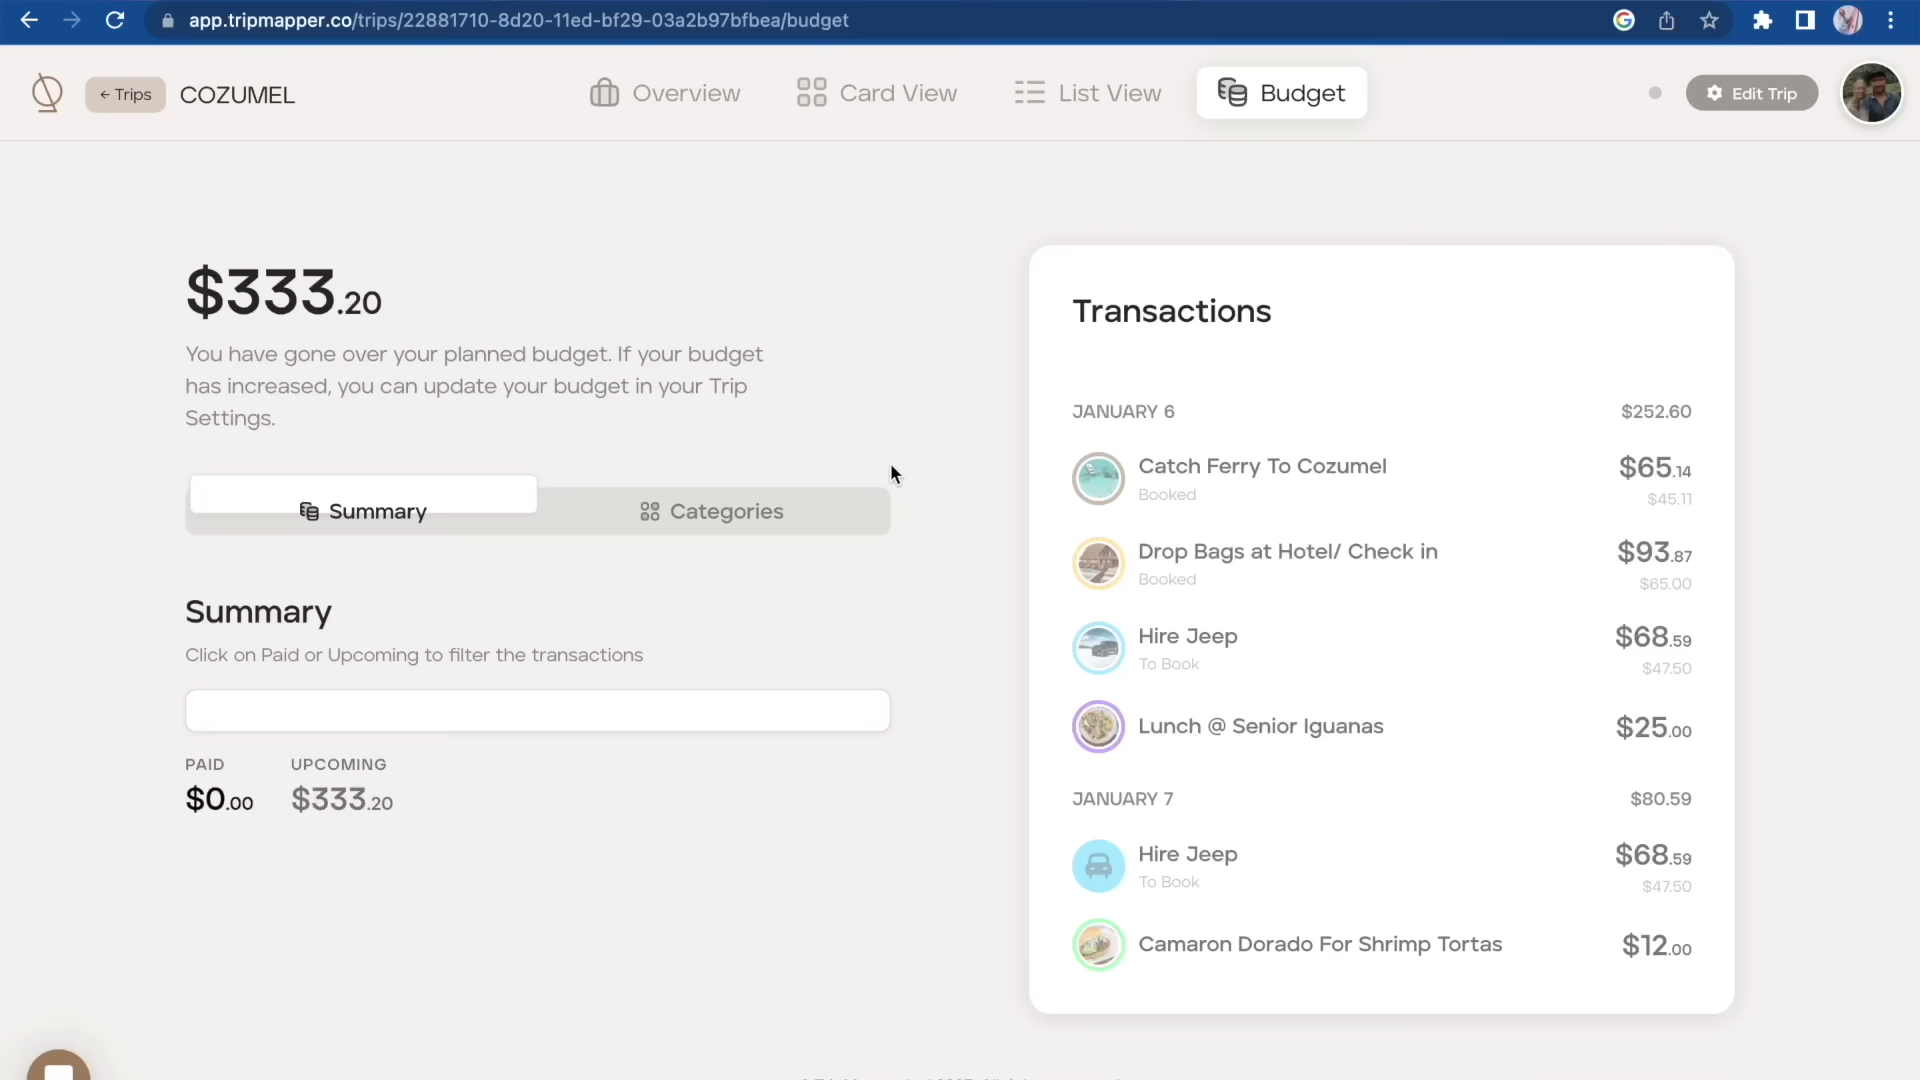 app.tripmapper.co/trips/22881710-8d20-11ed-bf29-03a2b97bfbea/budget
← Trips
COZUMEL
Overview
Card View
List View
Budget
Edit Trip
$333.20
You have gone over your planned budget. If your budget
has increased, you can update your budget in your Trip
Settings.
Summary
Categories
Summary
Click on Paid or Upcoming to filter the transactions
PAID
$0.00
UPCOMING
$333.20
Transactions
JANUARY 6 $252.60
Catch Ferry To Cozumel $65.14
Booked $45.11
Drop Bags at Hotel/ Check in $93.87
Booked $65.00
Hire Jeep $68.59
To Book $47.50
Lunch @ Senior Iguanas $25.00
JANUARY 7 $80.59
Hire Jeep $68.59
To Book $47.50
Camaron Dorado For Shrimp Tortas $12.00